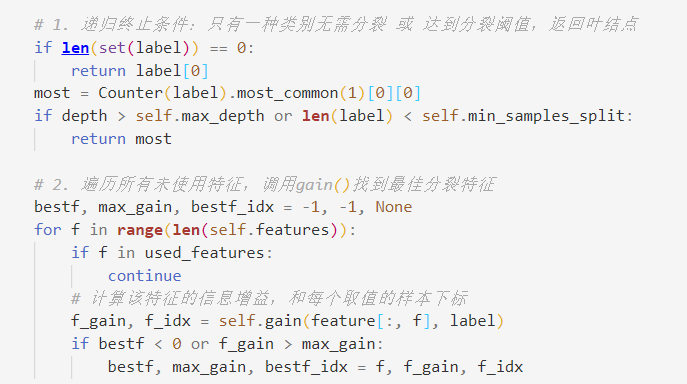 # 1. 递归终止条件: 只有一种类别无需分裂 或 达到分裂阈值, 返回叶结点
if len(set(label)) == 0:
    return label[0]
most = Counter(label).most_common(1)[0][0]
if depth > self.max_depth or len(label) < self.min_samples_split:
    return most
# 2. 遍历所有未使用特征, 调用gain()找到最佳分裂特征
bestf, max_gain, bestf_idx = -1, -1, None
for f in range(len(self.features)):
    if f in used_features:
        continue
    # 计算该特征的信息增益, 和每个取值的样本下标
    f_gain, f_idx = self.gain(feature[:, f], label)
    if bestf < 0 or f_gain > max_gain:
        bestf, max_gain, bestf_idx = f, f_gain, f_idx